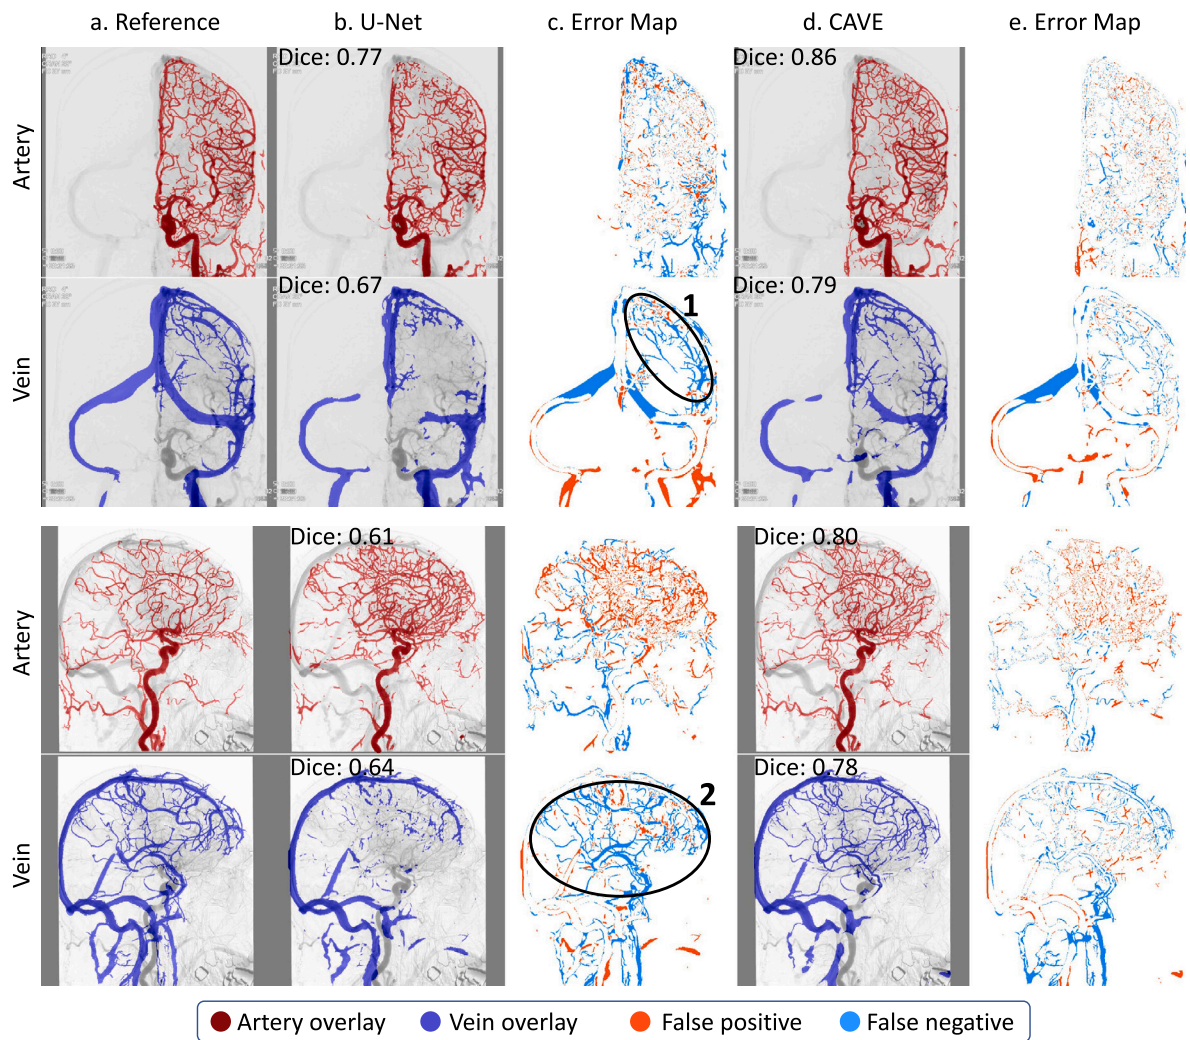 a. Reference
b. U-Net
c. Error Map
d. CAVE
e. Error Map
Artery
Dice: 0.77
Dice: 0.86
Vein
Dice: 0.67
1
Dice: 0.79
Artery
Dice: 0.61
Dice: 0.80
Vein
Dice: 0.64
2
Dice: 0.78
Artery overlay
Vein overlay
False positive
False negative